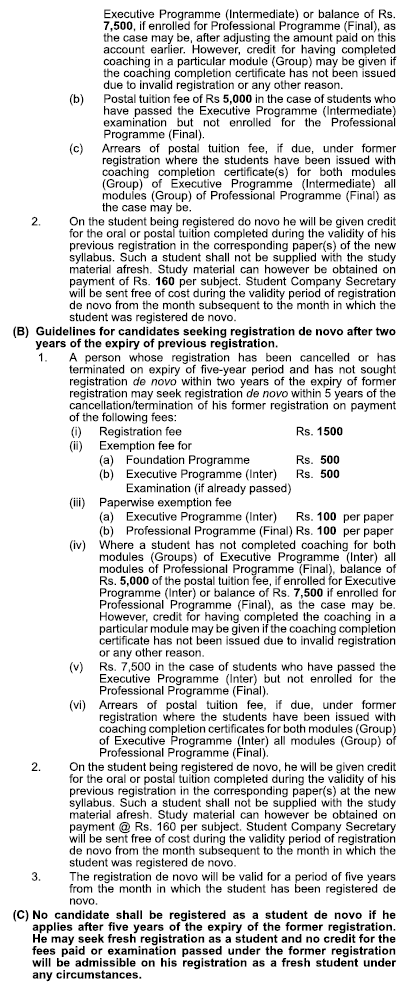 Executive Programme (Intermediate) or balance of Rs.
7,500, if enrolled for Professional Programme (Final), as
the case may be, after adjusting the amount paid on this
account earlier. However, credit for having completed
coaching in a particular module (Group) may be given if
the coaching completion certificate has not been issued
due to invalid registration or any other reason.
(b) Postal tuition fee of Rs 5,000 in the case of students who
have passed the Executive Programme (Intermediate)
examination but not enrolled for the Professional
Programme (Final).
(c) Arrears of postal tuition fee, if due, under former
registration where the students have been issued with
coaching completion certificate(s) for both modules
(Group) of Executive Programme (Intermediate) all
modules (Group) of Professional Programme (Final) as
the case may be.
2. On the student being registered do novo he will be given credit
for the oral or postal tuition completed during the validity of his
previous registration in the corresponding paper(s) of the new
syllabus. Such a student shall not be supplied with the study
material afresh. Study material can however be obtained on
payment of Rs. 160 per subject. Student Company Secretary
will be sent free of cost during the validity period of registration
de novo from the month subsequent to the month in which the
student was registered de novo.
(B) Guidelines for candidates seeking registration de novo after two
years of the expiry of previous registration.
1. A person whose registration has been cancelled or has
terminated on expiry of five-year period and has not sought
registration de novo within two years of the expiry of former
registration may seek registration de novo within 5 years of the
cancellation/termination of his former registration on payment
of the following fees:
(i) Registration fee Rs. 1500
(ii) Exemption fee for
(a) Foundation Programme Rs. 500
(b) Executive Programme (Inter) Rs. 500
Examination (if already passed)
(iii) Paperwise exemption fee
(a) Executive Programme (Inter) Rs. 100 per paper
(b) Professional Programme (Final) Rs. 100 per paper
(iv) Where a student has not completed coaching for both
modules (Groups) of Executive Programme (Inter) all
modules of Professional Programme (Final), balance of
Rs. 5,000 of the postal tuition fee, if enrolled for Executive
Programme (Inter) or balance of Rs. 7,500 if enrolled for
Professional Programme (Final), as the case may be.
However, credit for having completed the coaching in a
particular module may be given if the coaching completion
certificate has not been issued due to invalid registration
or any other reason.
(v) Rs. 7,500 in the case of students who have passed the
Executive Programme (Inter) but not enrolled for the
Professional Programme (Final).
(vi) Arrears of postal tuition fee, if due, under former
registration where the students have been issued with
coaching completion certificates for both modules (Group)
of Executive Programme (Inter) all modules (Group) of
Professional Programme (Final).
2. On the student being registered de novo, he will be given credit
for the oral or postal tuition completed during the validity of his
previous registration in the corresponding paper(s) at the new
syllabus. Such a student shall not be supplied with the study
material afresh. Study material can however be obtained on
payment @ Rs. 160 per subject. Student Company Secretary
will be sent free of cost during the validity period of registration
de novo from the month subsequent to the month in which the
student was registered de novo.
3. The registration de novo will be valid for a period of five years
from the month in which the student has been registered de
novo.
(C) No candidate shall be registered as a student de novo if he
applies after five years of the expiry of the former registration.
He may seek fresh registration as a student and no credit for the
fees paid or examination passed under the former registration
will be admissible on his registration as a fresh student under
any circumstances.